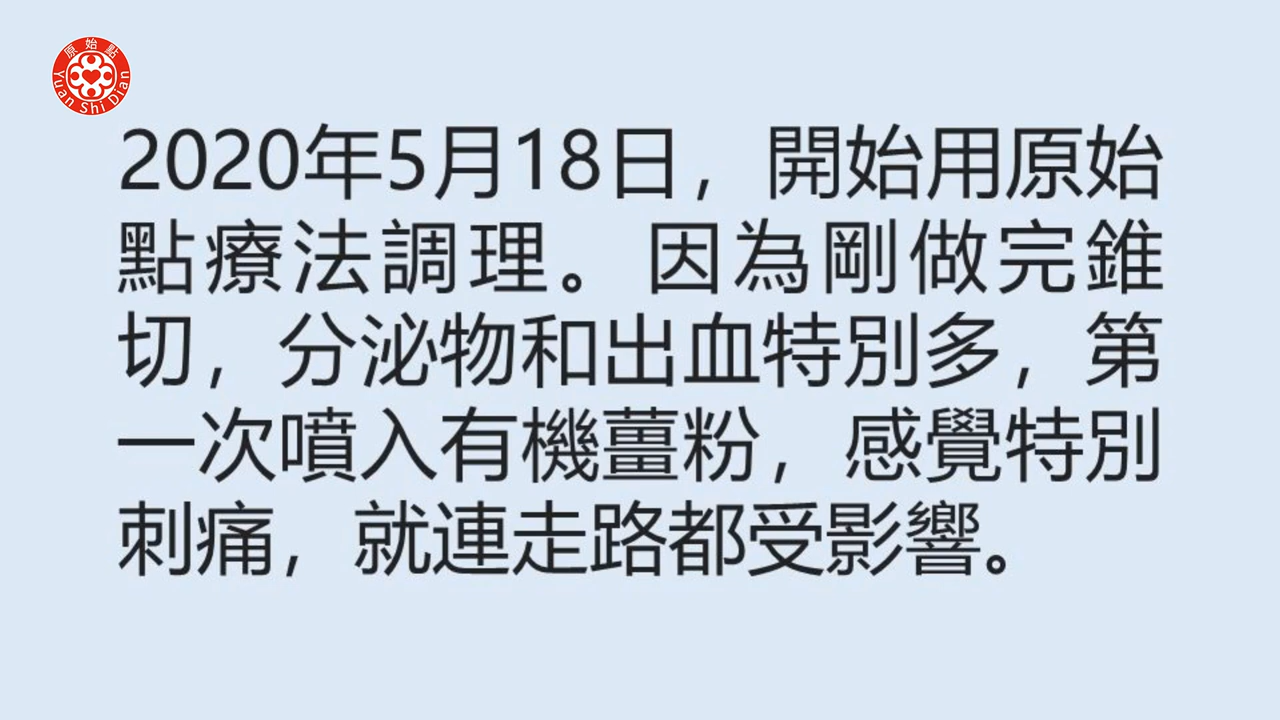 原始點
Yuan Shi Dian
2020年5月18日，開始用原始
點療法調理。因為剛做完錐
切，分泌物和出血特別多，第
一次噴入有機薑粉，感覺特別
刺痛，就連走路都受影響。